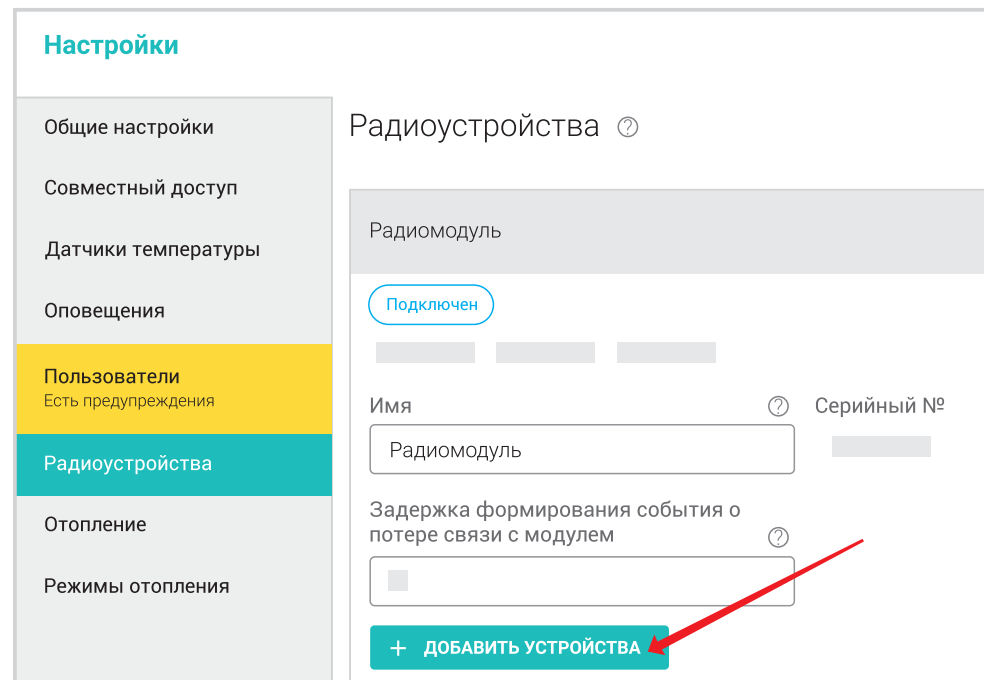 Настройки
Общие настройки
Совместный доступ
Датчики температуры
Оповещения
Пользователи
Есть предупреждения
Радиоустройства
Отопление
Режимы отопления
Радиоустройства ?
Радиомодуль
Подключен
Имя ?
Серийный №
Радиомодуль
Задержка формирования события о
потере связи с модулем ?
+ ДОБАВИТЬ УСТРОЙСТВА